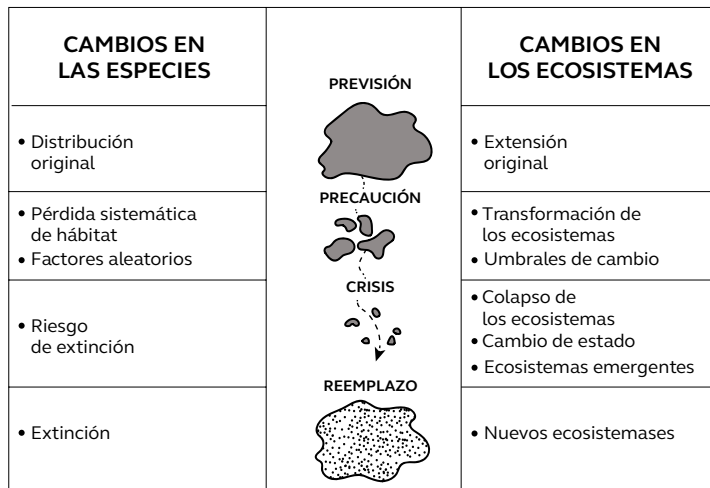 CAMBIOS EN
LAS ESPECIES
PREVISIÓN
CAMBIOS EN
LOS ECOSISTEMAS
• Distribución
original
• Extensión
original
PRECAUCIÓN
• Pérdida sistemática
de hábitat
• Factores aleatorios
• Transformación de
los ecosistemas
• Umbrales de cambio
CRISIS
• Riesgo
de extinción
• Colapso de
los ecosistemas
• Cambio de estado
• Ecosistemas emergentes
REEMPLAZO
• Extinción
• Nuevos ecosistemases